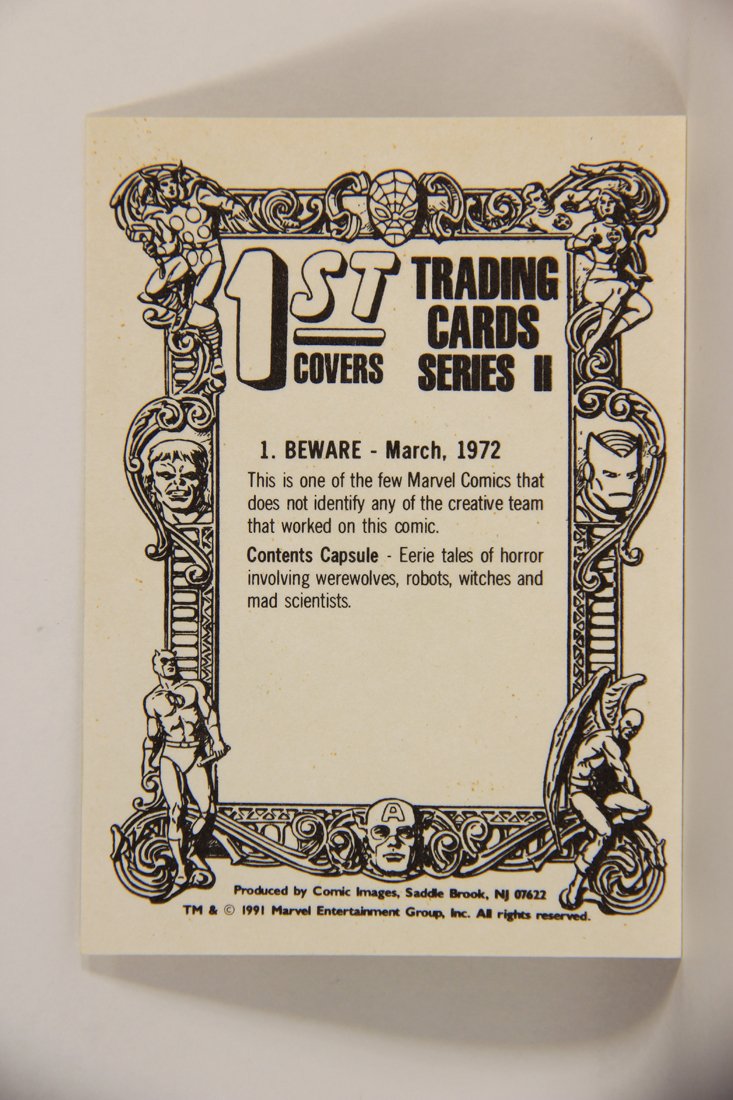 1ST COVERS
TRADING CARDS SERIES II
1. BEWARE - March, 1972
This is one of the few Marvel Comics that
does not identify any of the creative team
that worked on this comic.
Contents Capsule - Eerie tales of horror
involving werewolves, robots, witches and
mad scientists.
A
Produced by Comic Images, Saddle Brook, NJ 07622
TM & © 1991 Marvel Entertainment Group, Inc. All rights reserved.